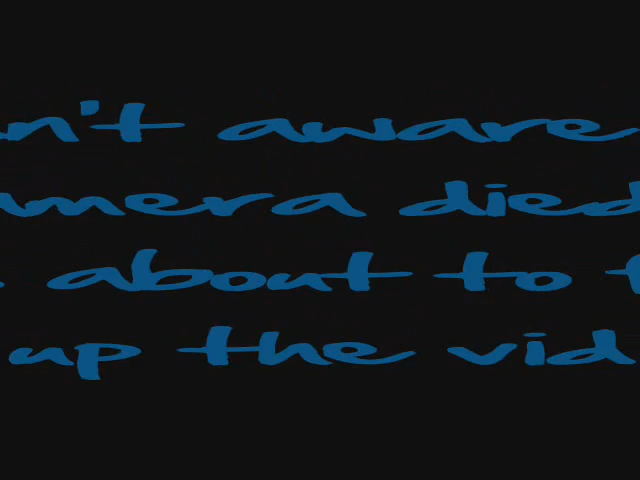 n't aware
mera died
about to
up the vid